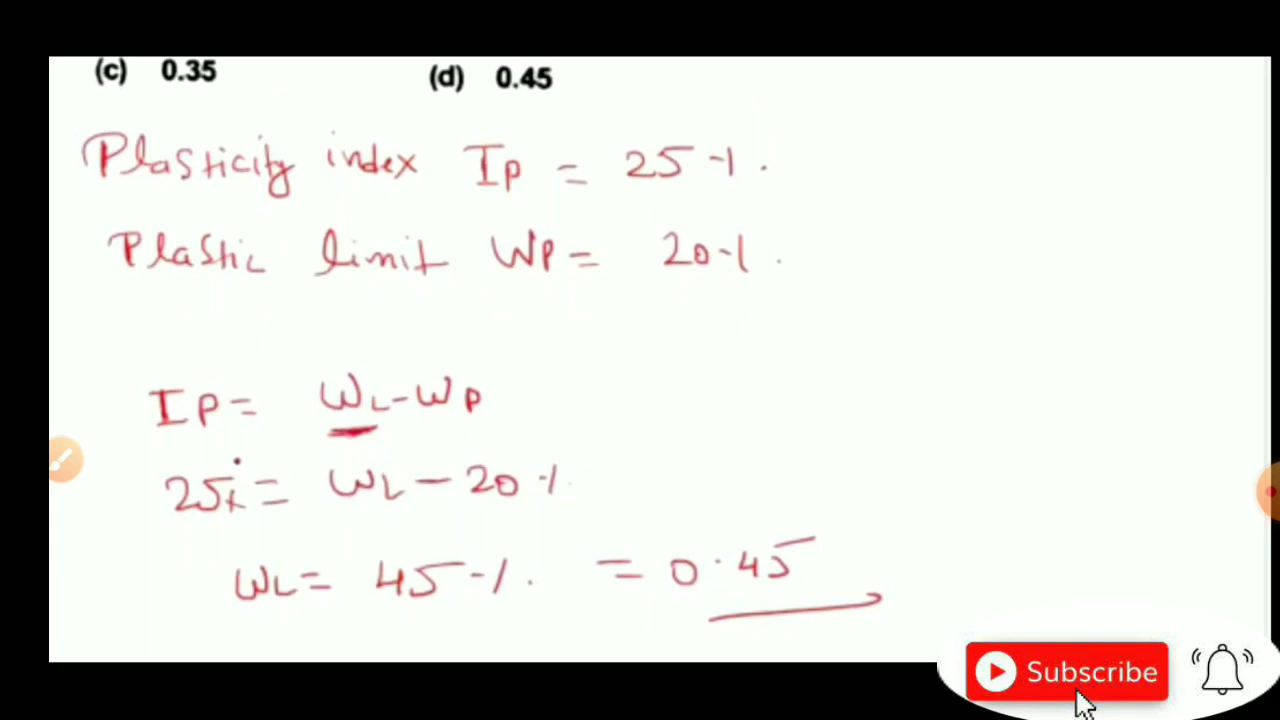 (c) 0.35 (d) 0.45
Plasticity index Ip = 25 %.
Plastic limit Wp = 20 %.
Ip = WL - Wp
25% = WL - 20 %
WL = 45 %. = 0.45
Subscribe